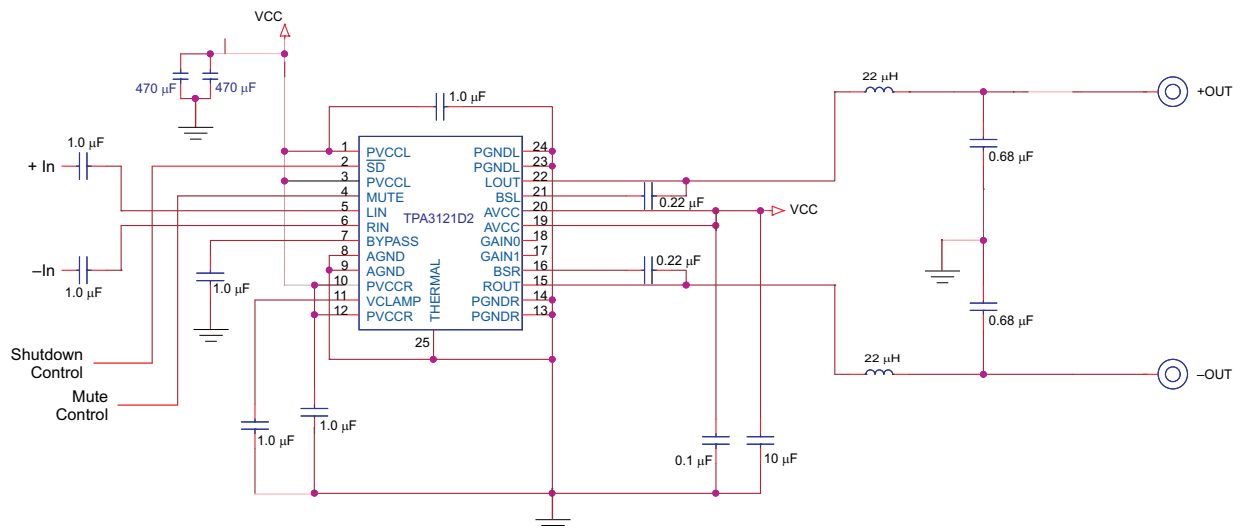 VCC
470 μF 470 μF
1.0 μF
1.0 μF
+ In
–In
1.0 μF
1.0 μF
Shutdown
Control
Mute
Control
1.0 μF
1.0 μF
TPA3121D2
THERMAL
25
1 PVCCL
2 SD
3 PVCCL
4 MUTE
5 LIN
6 RIN
7 BYPASS
8 AGND
9 AGND
10 PVCCR
11 VCLAMP
12 PVCCR
PGNDL 24
PGNDL 23
LOUT 22
BSL 21
AVCC 20
AVCC 19
GAIN0 18
GAIN1 17
BSR 16
ROUT 15
PGNDR 14
PGNDR 13
0.22 μF
VCC
0.22 μF
0.1 μF
10 μF
22 μH
+OUT
0.68 μF
0.68 μF
22 μH
–OUT